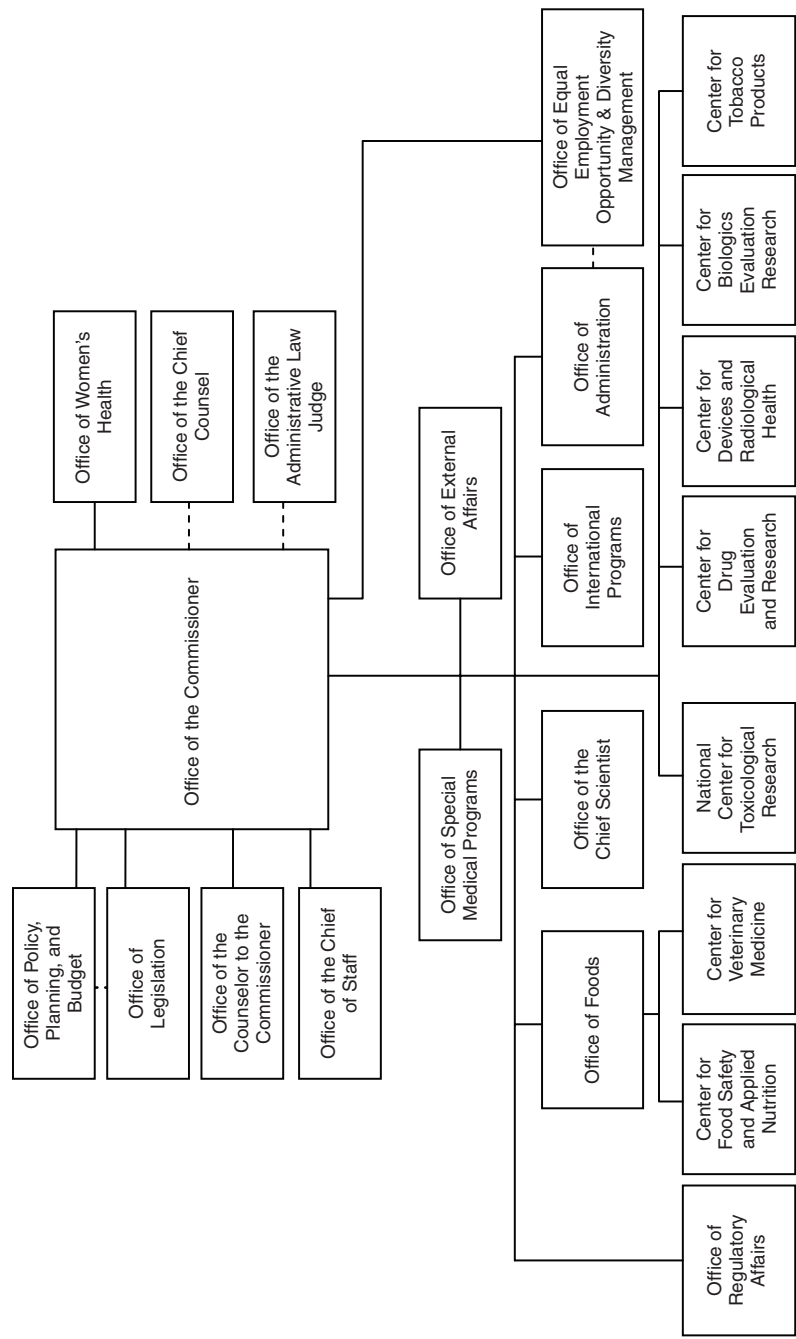 Office of Policy,
Planning, and
Budget
Office of
Legislation
Office of the
Counselor to the
Commissioner
Office of the Chief
of Staff
Office of the Commissioner
Office of Women's
Health
Office of the Chief
Counsel
Office of the
Administrative Law
Judge
Office of Special
Medical Programs
Office of External
Affairs
Office of Foods
Office of the
Chief Scientist
Office of
International
Programs
Office of
Administration
Office of Equal
Employment
Opportunity & Diversity
Management
Office of
Regulatory
Affairs
Center for
Food Safety
and Applied
Nutrition
Center for
Veterinary
Medicine
National
Center for
Toxicological
Research
Center for
Drug
Evaluation
and Research
Center for
Devices and
Radiological
Health
Center for
Biologics
Evaluation
Research
Center for
Tobacco
Products